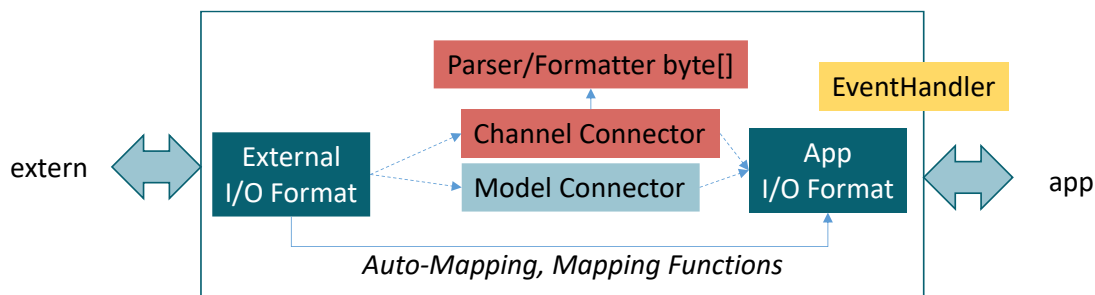 Parser/Formatter byte[]
EventHandler
extern
External
I/O Format
Channel Connector
Model Connector
App
I/O Format
app
Auto-Mapping, Mapping Functions